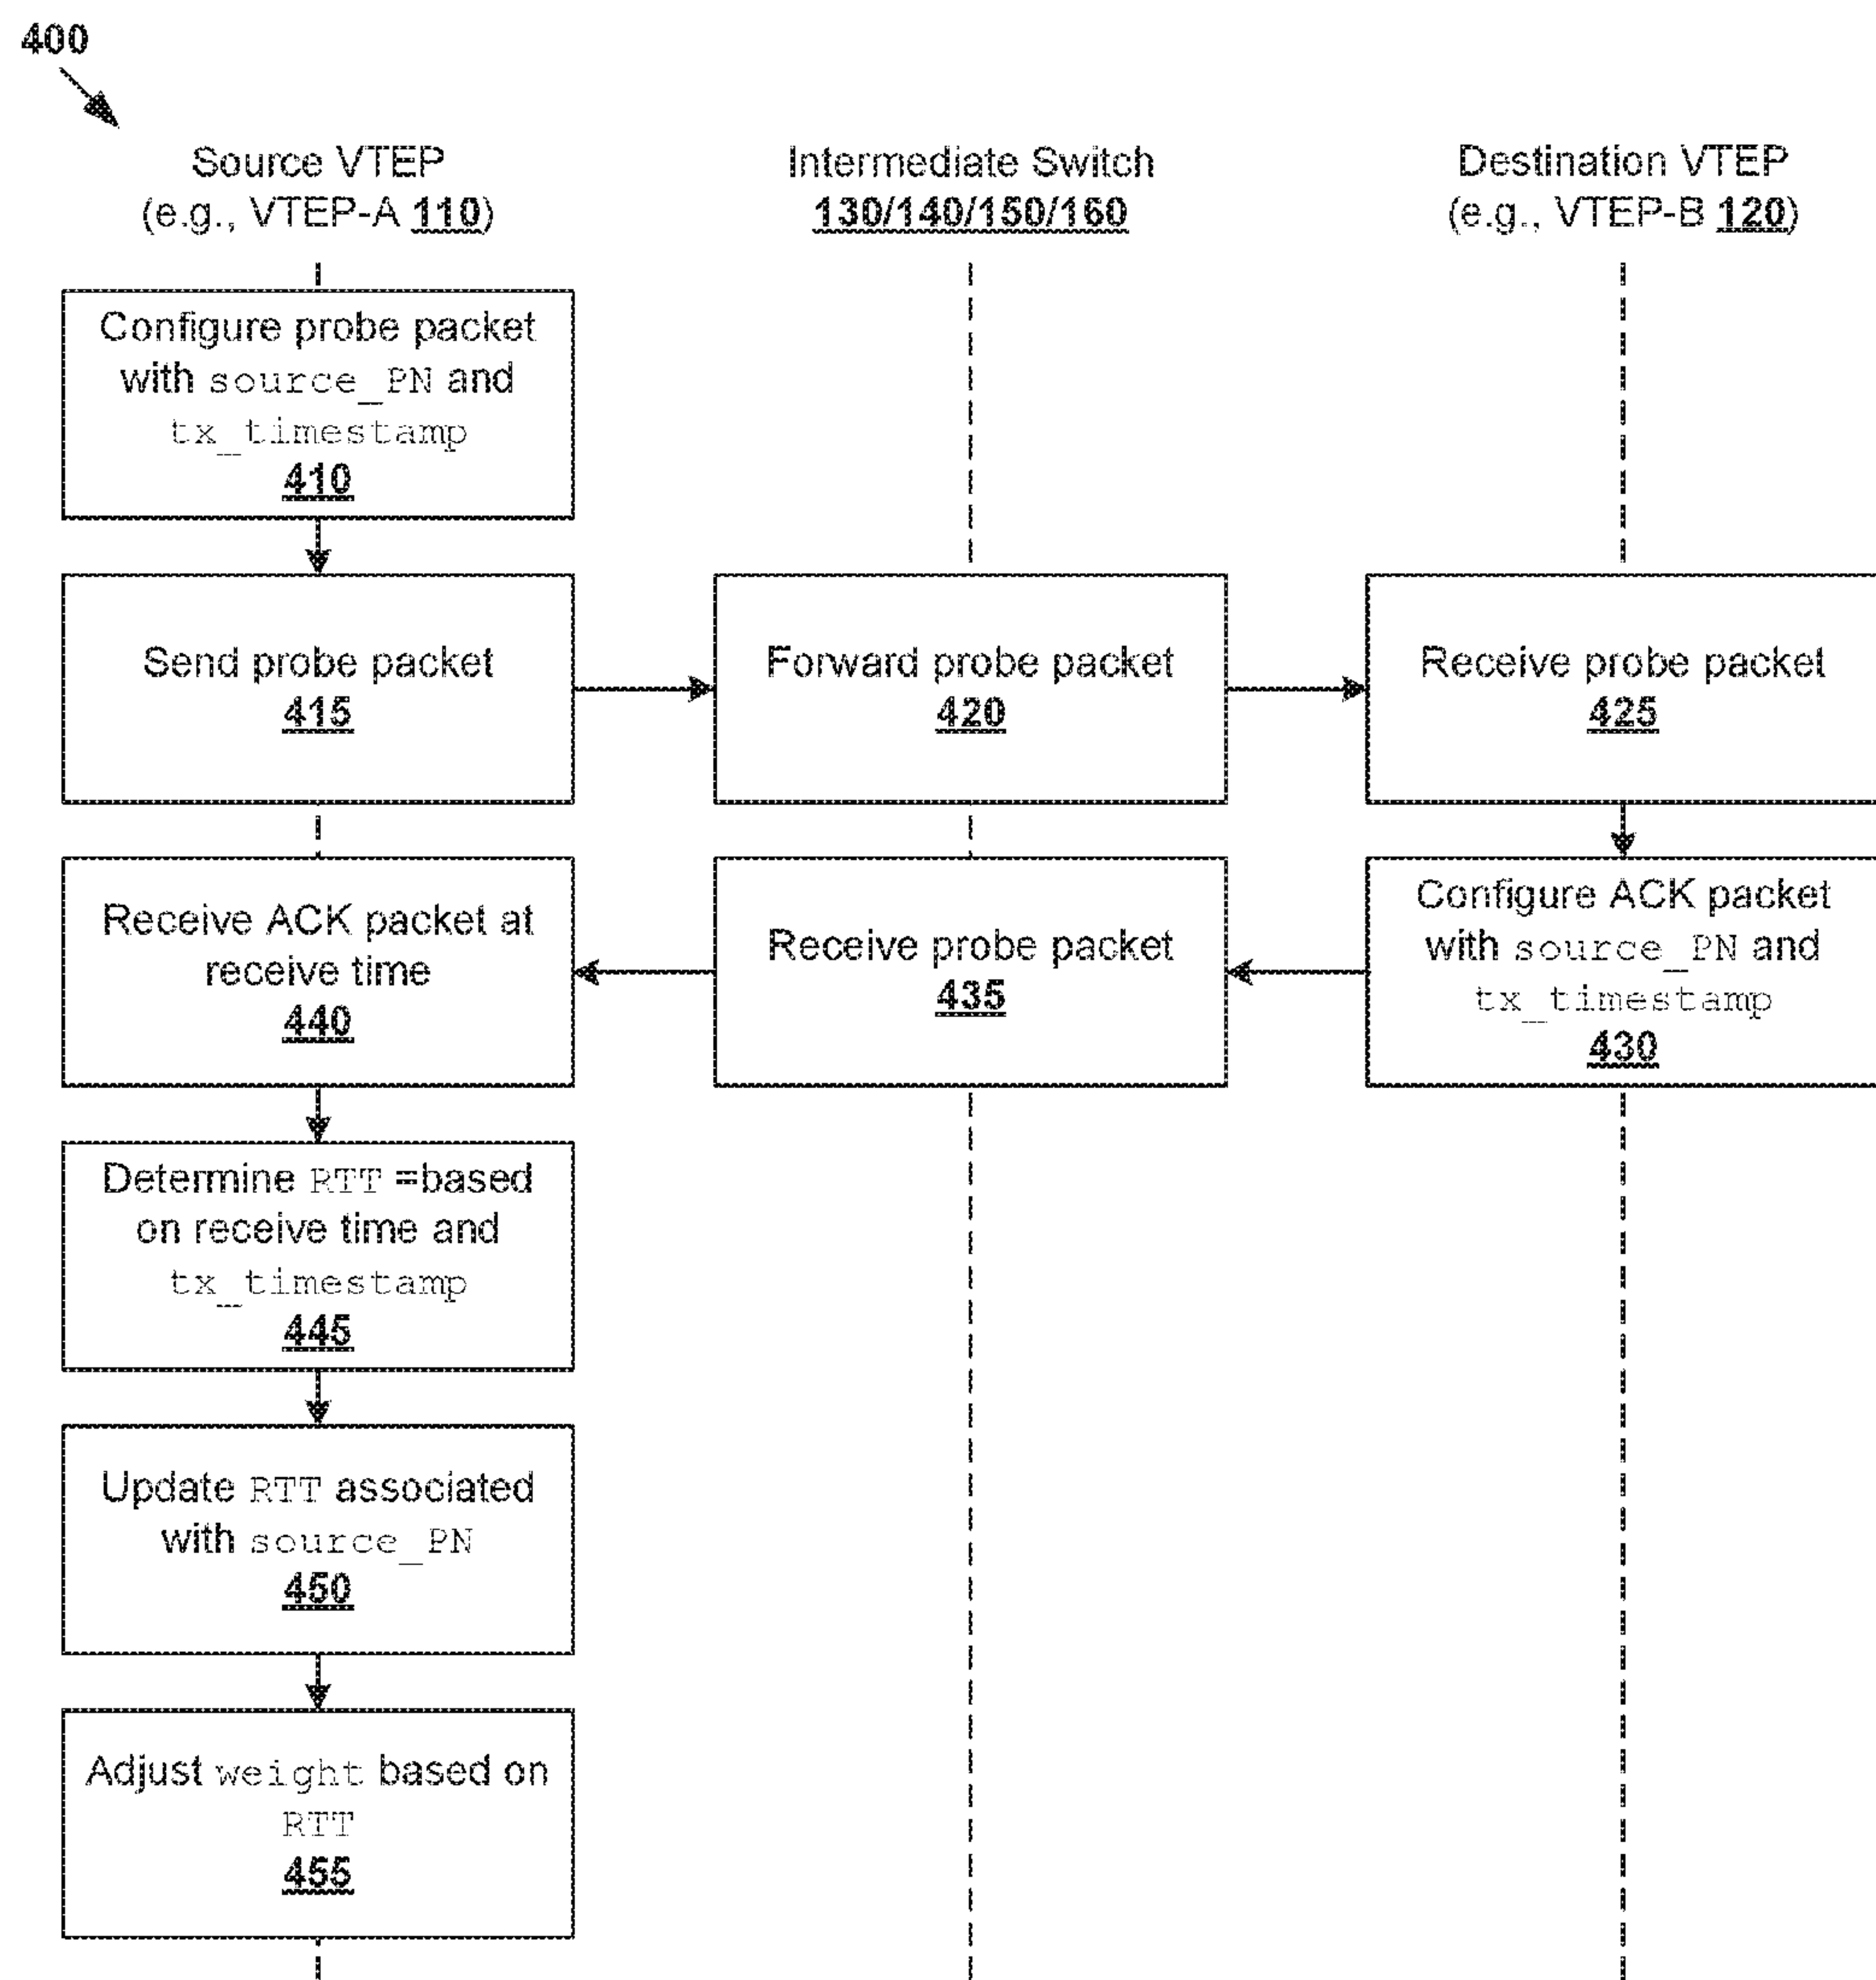 400
Source VTEP
(e.g., VTEP-A 110)
Intermediate Switch
130/140/150/160
Destination VTEP
(e.g., VTEP-B 120)
Configure probe packet
with source_PN and
tx_timestamp
410
Send probe packet
415
Forward probe packet
420
Receive probe packet
425
Receive ACK packet at
receive time
440
Receive probe packet
435
Configure ACK packet
with source_PN and
tx_timestamp
430
Determine RTT =based
on receive time and
tx_timestamp
445
Update RTT associated
with source_PN
450
Adjust weight based on
RTT
455